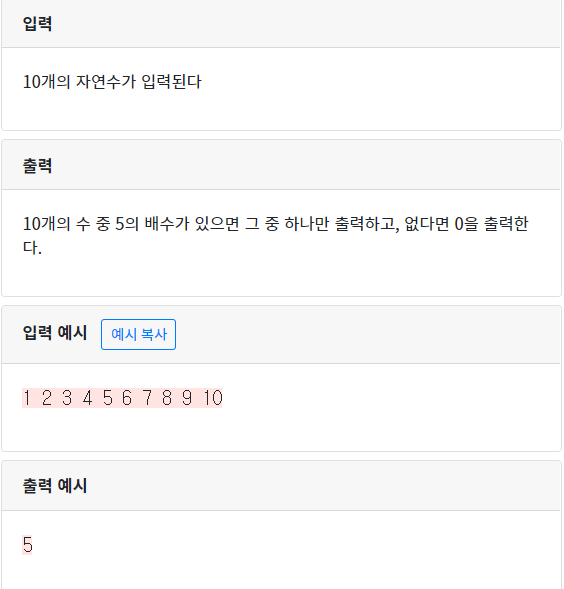 입력
10개의 자연수가 입력된다
출력
10개의 수 중 5의 배수가 있으면 그 중 하나만 출력하고, 없다면 0을 출력한
다.
입력 예시 예시 복사
1 2 3 4 5 6 7 8 9 10
출력 예시
5